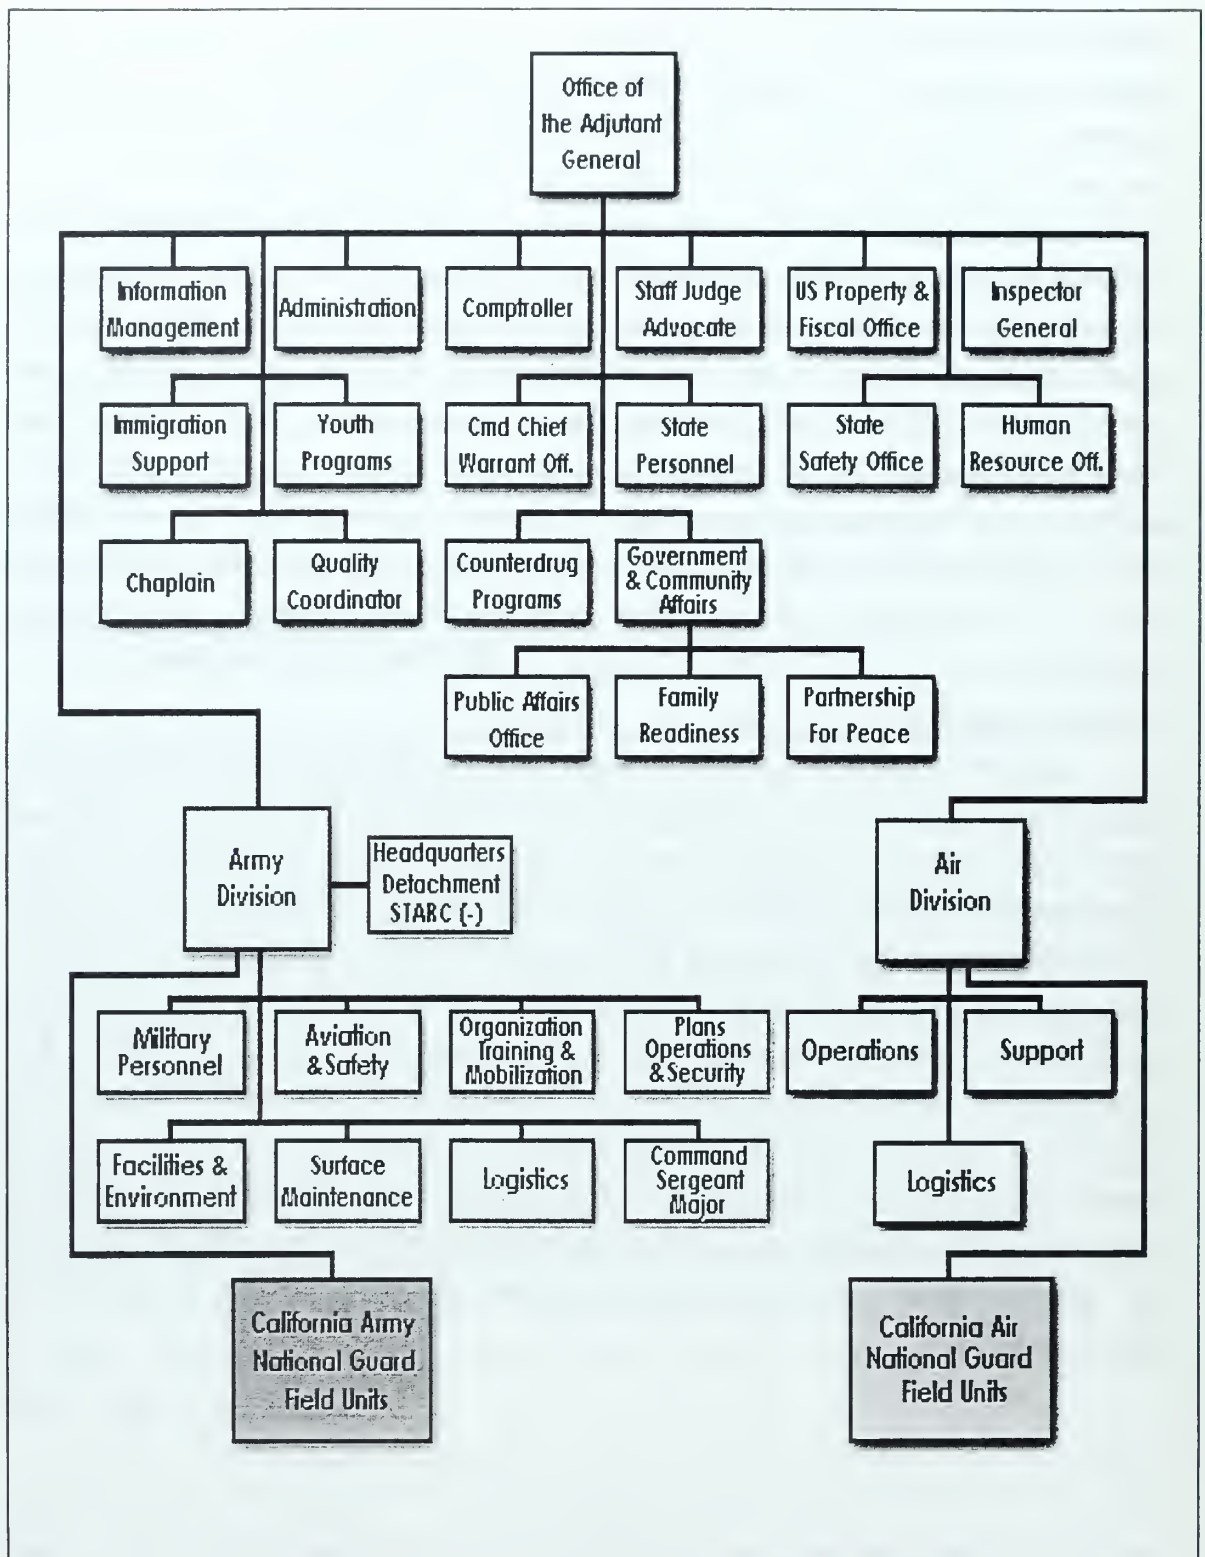 Office of
the Adjutant
General
Information
Management
Administration
Comptroller
Staff Judge
Advocate
US Property &
Fiscal Office
Inspector
General
Immigration
Support
Youth
Programs
Cmd Chief
Warrant Off.
State
Personnel
State
Safety Office
Human
Resource Off.
Chaplain
Quality
Coordinator
Counterdrug
Programs
Government
& Community
Affairs
Public Affairs
Office
Family
Readiness
Partnership
For Peace
Army
Division
Headquarters
Detachment
STARC (-)
Air
Division
Military
Personnel
Aviation
& Safety
Organization
Training &
Mobilization
Plans
Operations
& Security
Operations
Support
Facilities &
Environment
Surface
Maintenance
Logistics
Command
Sergeant
Major
Logistics
California Army
National Guard
Field Units
California Air
National Guard
Field Units